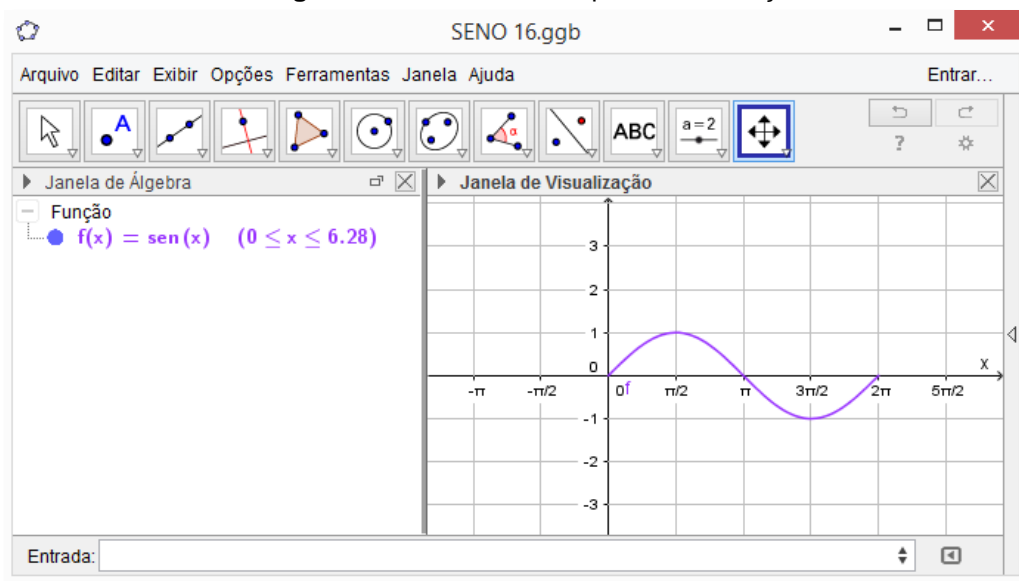 SENO 16.ggb
Arquivo Editar Exibir Opções Ferramentas Janela Ajuda Entrar...
A α ABC a=2 ?
Janela de Álgebra
Janela de Visualização
Função
f(x) = sen (x) (0 ≤ x ≤ 6.28)
3
2
1
0
x
-π -π/2 0f π/2 π 3π/2 2π 5π/2
-1
-2
-3
Entrada: